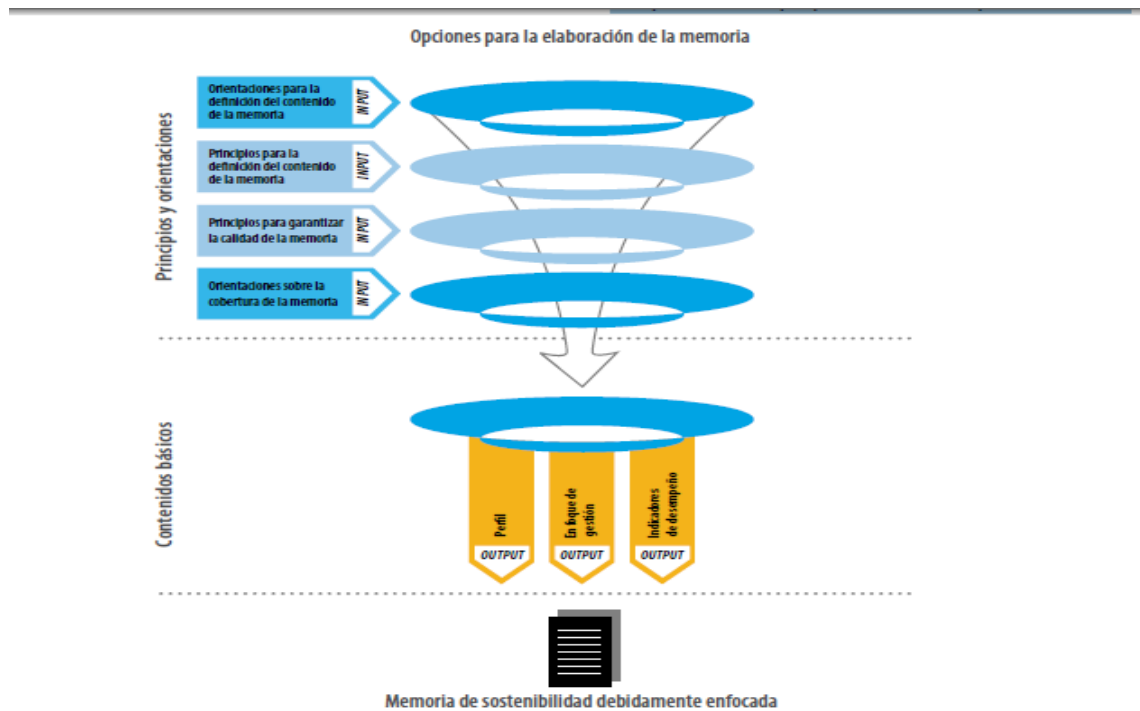 Opciones para la elaboración de la memoria
Principios y orientaciones
Orientaciones para la
definición del contenido
de la memoria
INPUT
Principios para la
definición del contenido
de la memoria
INPUT
Principios para garantizar
la calidad de la memoria
INPUT
Orientaciones sobre la
cobertura de la memoria
INPUT
Contenidos básicos
Perfil
OUTPUT
Enfoque de
gestión
OUTPUT
Indicadores
de desempeño
OUTPUT
Memoria de sostenibilidad debidamente enfocada